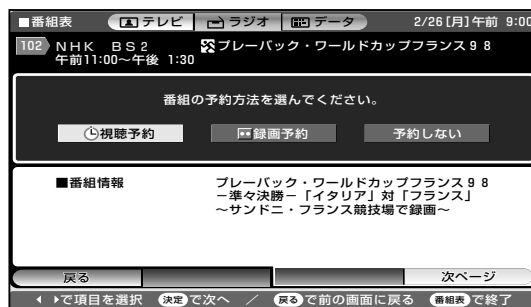 ■番組表 テレビ ラジオ データ 2/26[月]午前 9:00
102 NHK BS2 プレーバック・ワールドカップフランス98
午前11:00～午後 1:30
番組の予約方法を選んでください。
視聴予約 録画予約 予約しない
■番組情報 プレーバック・ワールドカップフランス98
－準々決勝－「イタリア」対「フランス」
～サンドニ・フランス競技場で録画～
戻る 次ページ
で項目を選択 決定で次へ ／ 戻るで前の画面に戻る 番組表で終了